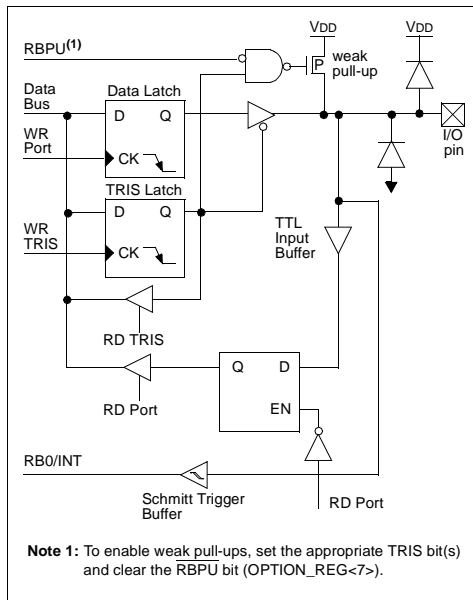 VDD
VDD
RBPU(1)
P
weak
pull-up
Data
Bus
Data Latch
D
Q
I/O
pin
WR
Port
CK
TRIS Latch
D
Q
WR
TRIS
CK
TTL
Input
Buffer
RD TRIS
Q
D
RD Port
EN
RB0/INT
Schmitt Trigger
Buffer
RD Port
Note 1: To enable weak pull-ups, set the appropriate TRIS bit(s)
and clear the RBPU bit (OPTION_REG<7>).